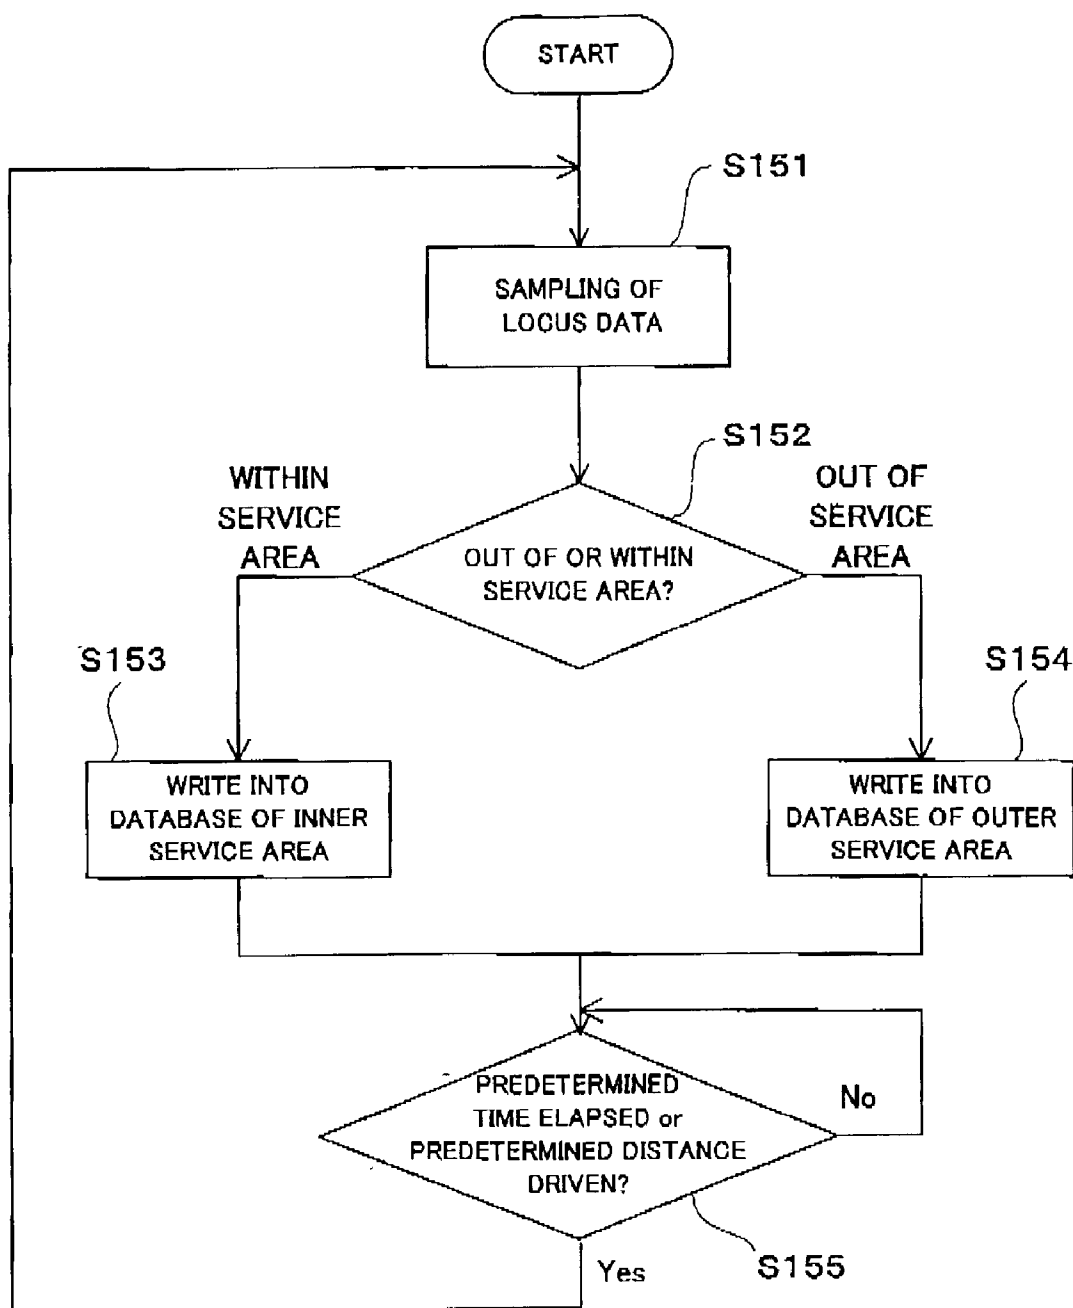 START
S151
SAMPLING OF
LOCUS DATA
S152
WITHIN
SERVICE
AREA
OUT OF
SERVICE
AREA
OUT OF OR WITHIN
SERVICE AREA?
S153
S154
WRITE INTO
DATABASE OF INNER
SERVICE AREA
WRITE INTO
DATABASE OF OUTER
SERVICE AREA
PREDETERMINED
TIME ELAPSED or
PREDETERMINED DISTANCE
DRIVEN?
No
Yes
S155